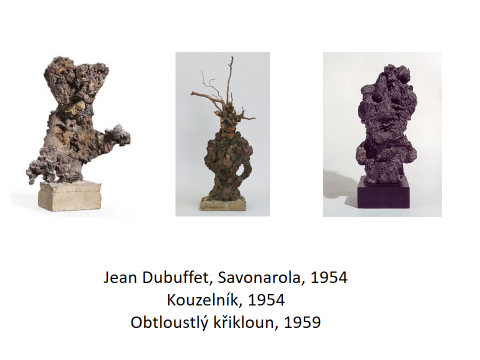 Jean Dubuffet, Savonarola, 1954
Kouzelník, 1954
Obtloustlý křikloun, 1959